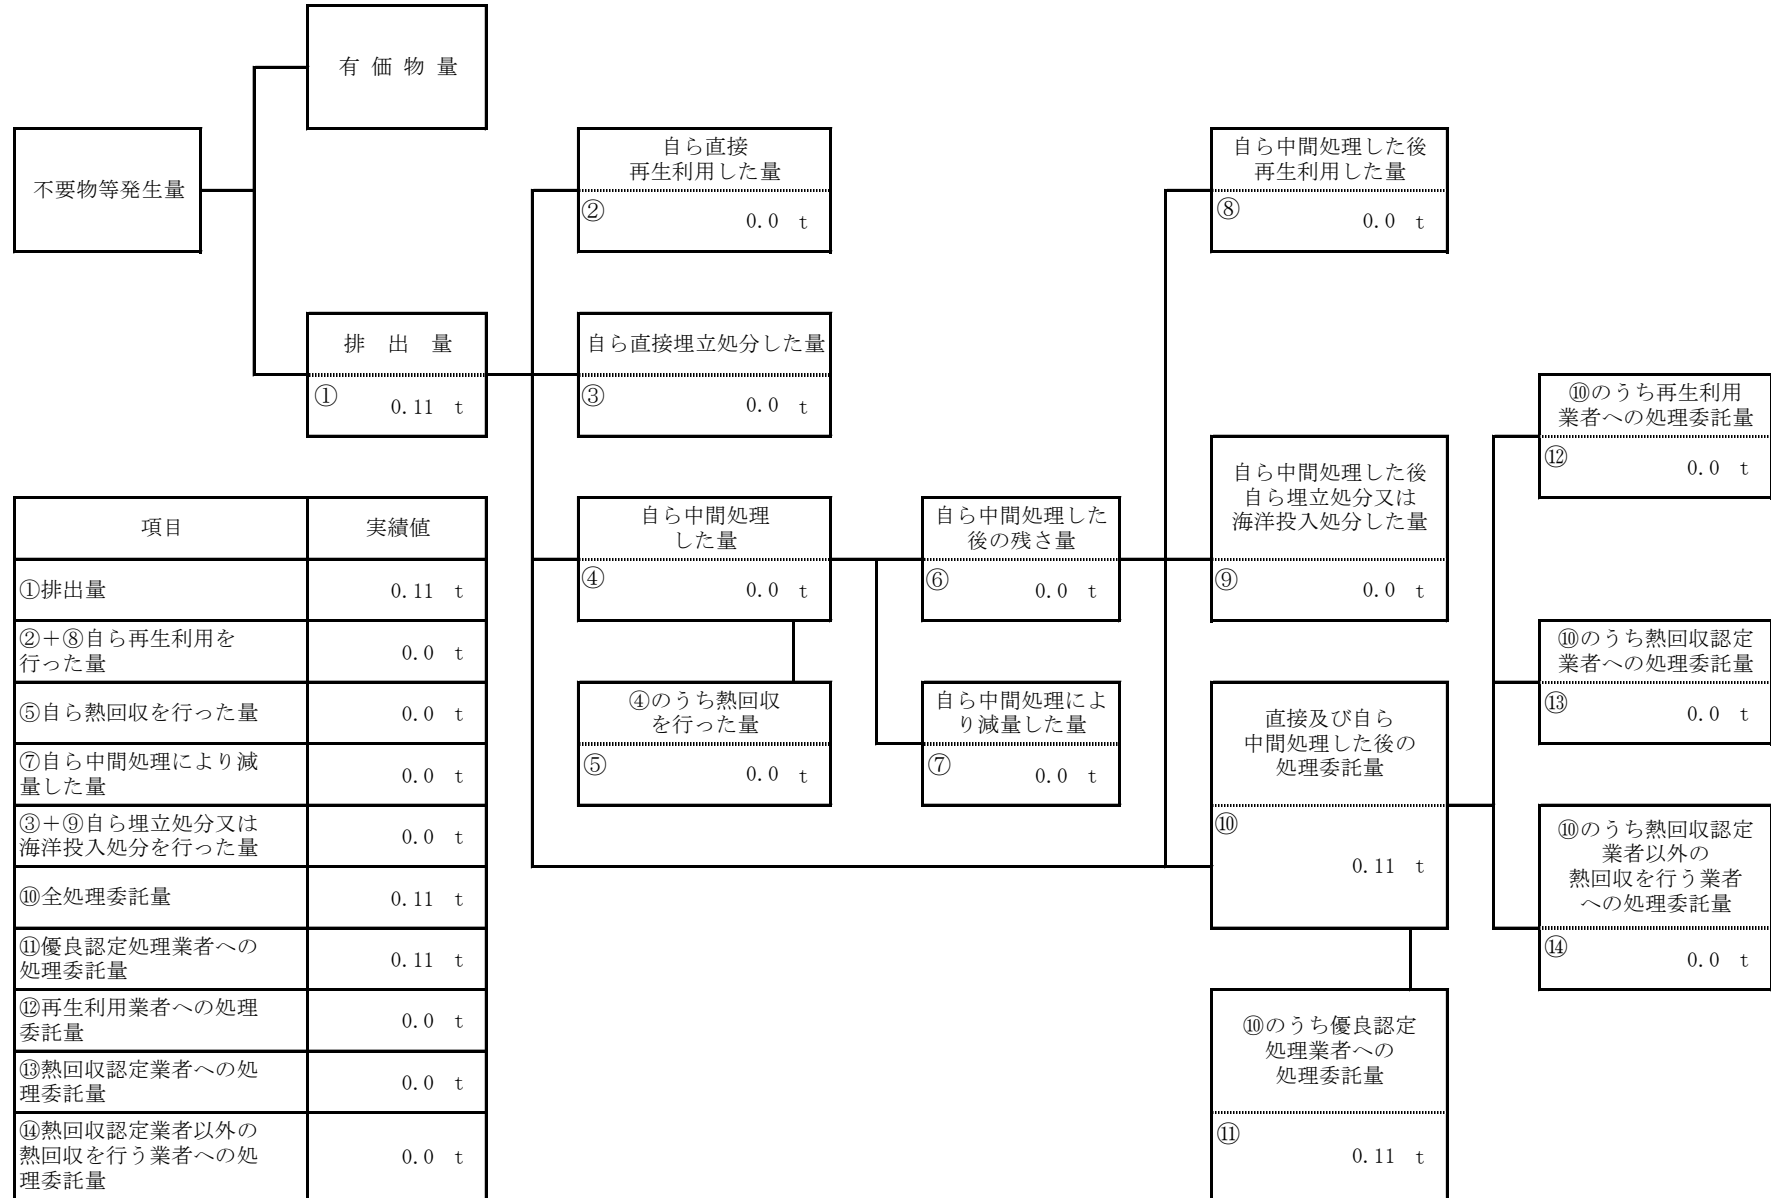 有 価 物 量
不要物等発生量
自ら直接
再生利用した量
② 0.0 t
自ら中間処理した後
再生利用した量
⑧ 0.0 t
排 出 量
① 0.11 t
自ら直接埋立処分した量
③ 0.0 t
⑩のうち再生利用
業者への処理委託量
⑫ 0.0 t
自ら中間処理
した量
④ 0.0 t
自ら中間処理した
後の残さ量
⑥ 0.0 t
自ら中間処理した後
自ら埋立処分又は
海洋投入処分した量
⑨ 0.0 t
⑩のうち熱回収認定
業者への処理委託量
⑬ 0.0 t
④のうち熱回収
を行った量
⑤ 0.0 t
自ら中間処理によ
り減量した量
⑦ 0.0 t
直接及び自ら
中間処理した後の
処理委託量
⑩ 0.11 t
⑩のうち熱回収認定
業者以外の
熱回収を行う業者
への処理委託量
⑭ 0.0 t
⑩のうち優良認定
処理業者への
処理委託量
⑪ 0.11 t
項目 実績値
①排出量 0.11 t
②+⑧自ら再生利用を
行った量 0.0 t
⑤自ら熱回収を行った量 0.0 t
⑦自ら中間処理により減
量した量 0.0 t
③+⑨自ら埋立処分又は
海洋投入処分を行った量 0.0 t
⑩全処理委託量 0.11 t
⑪優良認定処理業者への
処理委託量 0.11 t
⑫再生利用業者への処理
委託量 0.0 t
⑬熱回収認定業者への処
理委託量 0.0 t
⑭熱回収認定業者以外の
熱回収を行う業者への処
理委託量 0.0 t